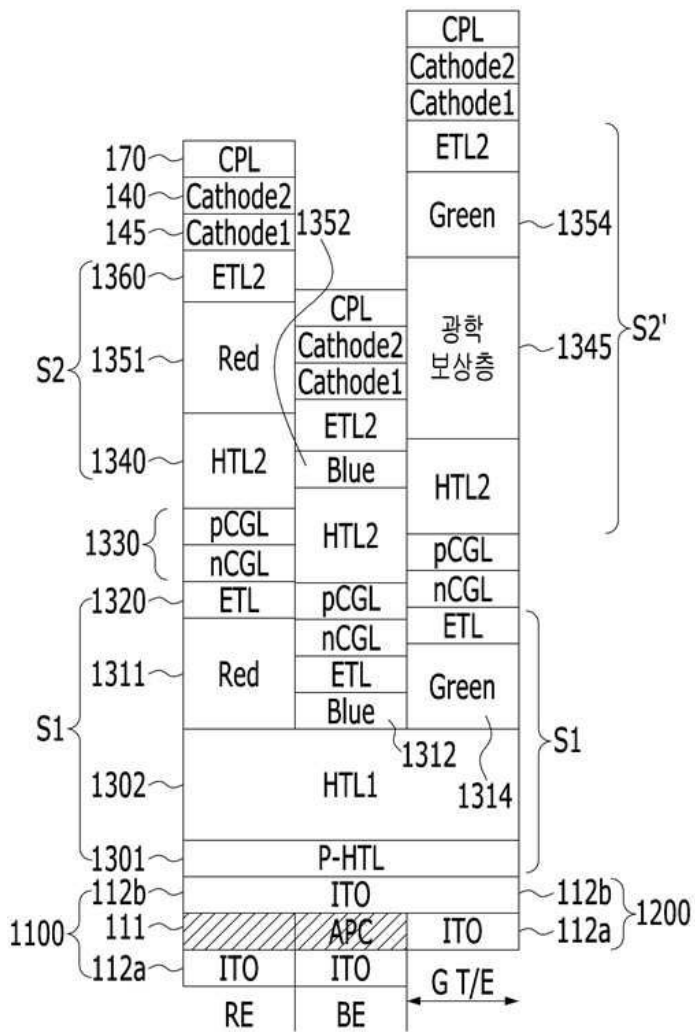 CPL
Cathode2
Cathode1
ETL2
Green
1354
광학
보상층
1345
S2'
HTL2
pCGL
nCGL
ETL
Green
1314
S1
170
CPL
140
Cathode2
145
Cathode1
1360
ETL2
1351
Red
S2
1340
HTL2
1330
pCGL
nCGL
1320
ETL
1311
Red
S1
1352
CPL
Cathode2
Cathode1
ETL2
Blue
HTL2
pCGL
nCGL
ETL
Blue
1312
1302
HTL1
1301
P-HTL
112b
ITO
112b
1100
111
APC
ITO
112a
1200
112a
ITO
ITO
G T/E
RE
BE